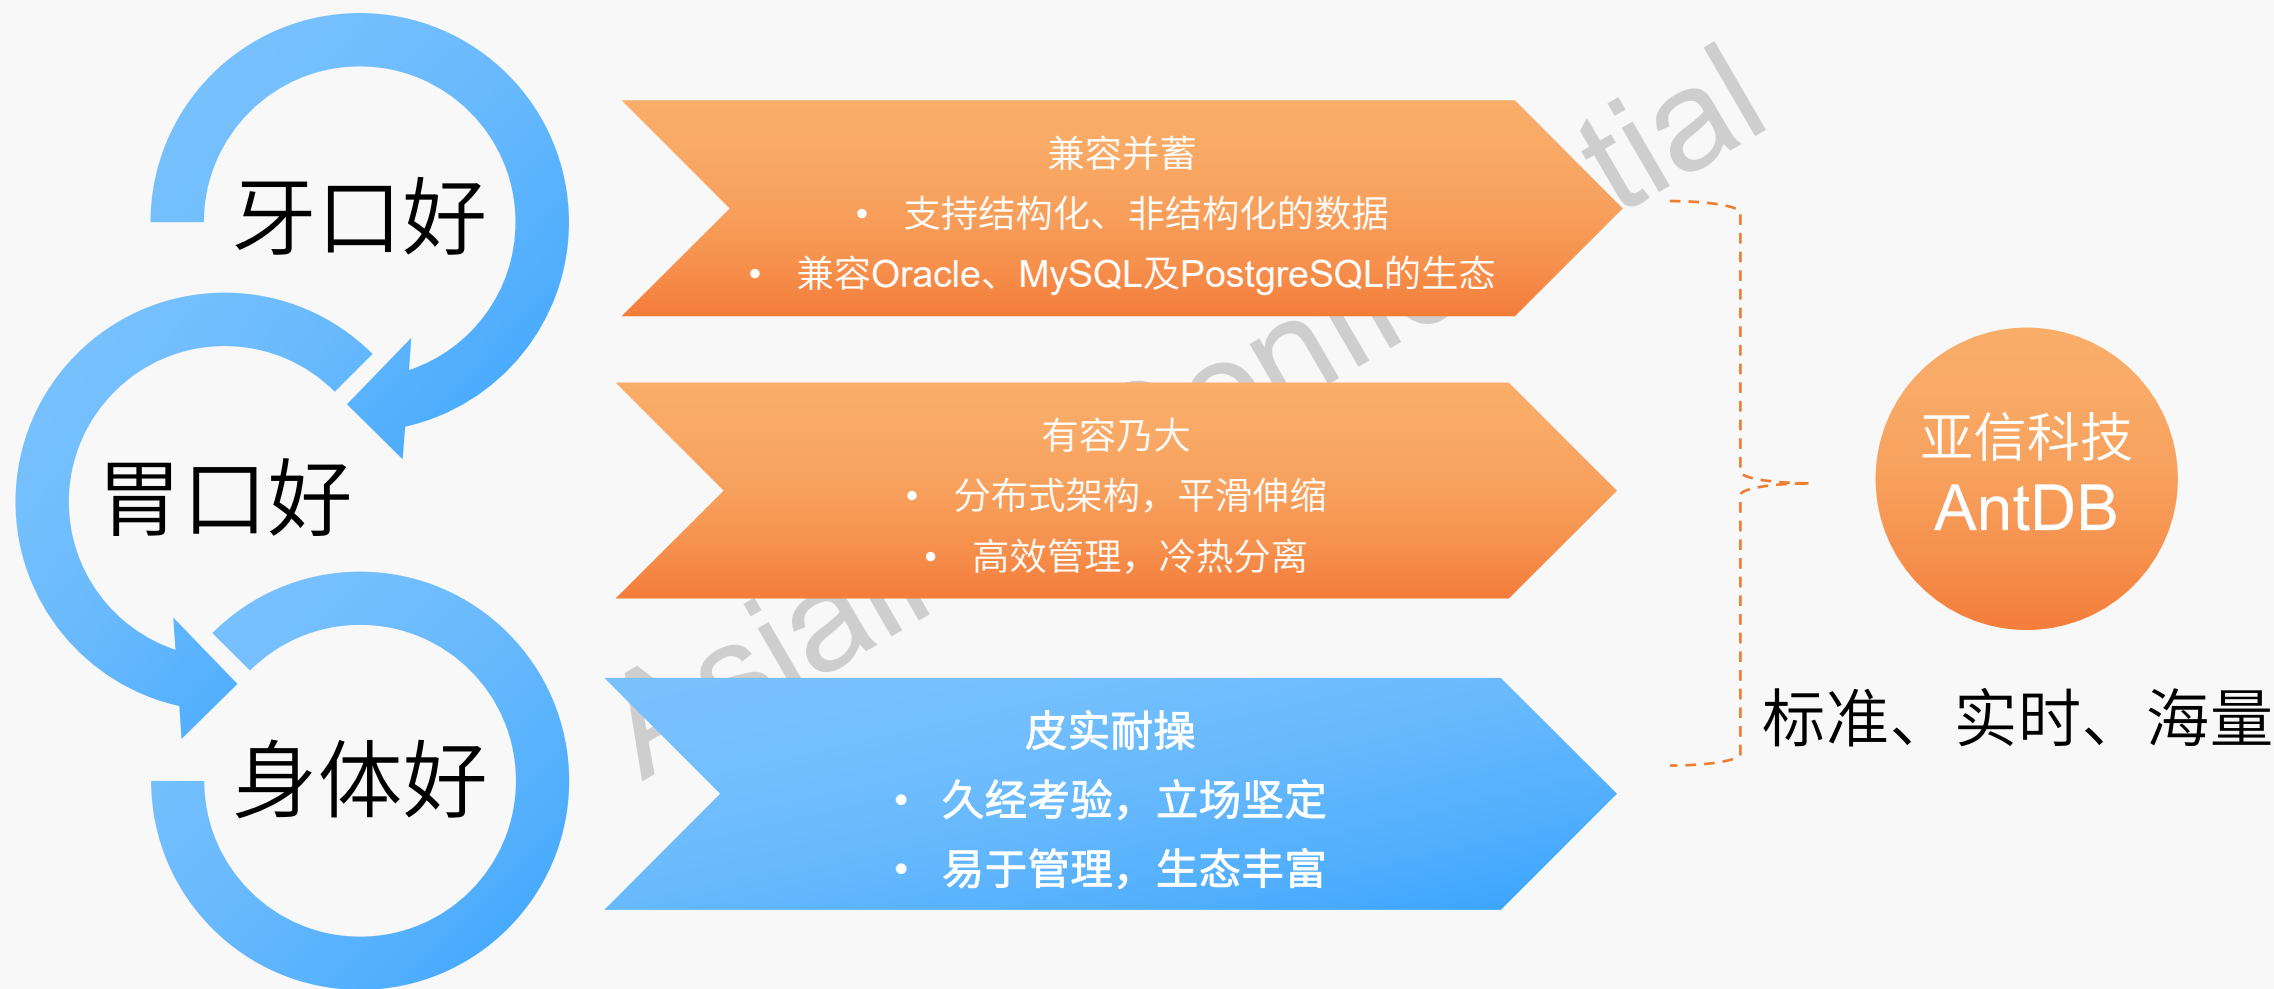 牙口好
兼容并蓄
• 支持结构化、非结构化的数据
• 兼容Oracle、MySQL及PostgreSQL的生态
胃口好
有容乃大
• 分布式架构，平滑伸缩
• 高效管理，冷热分离
身体好
皮实耐操
• 久经考验，立场坚定
• 易于管理，生态丰富
亚信科技
AntDB
标准、实时、海量